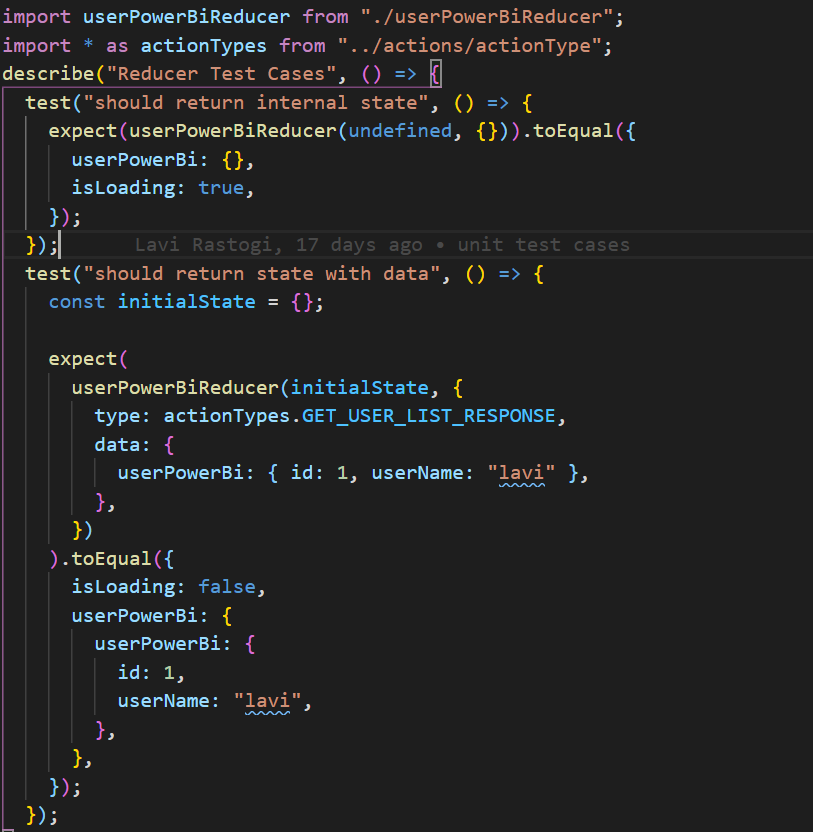 import userPowerBiReducer from "./userPowerBiReducer";
import * as actionTypes from "../actions/actionType";
describe("Reducer Test Cases", () => {
  test("should return internal state", () => {
    expect(userPowerBiReducer(undefined, {})).toEqual({
      userPowerBi: {},
      isLoading: true,
    });
  });       Lavi Rastogi, 17 days ago • unit test cases
  test("should return state with data", () => {
    const initialState = {};

    expect(
      userPowerBiReducer(initialState, {
        type: actionTypes.GET_USER_LIST_RESPONSE,
        data: {
          userPowerBi: { id: 1, userName: "lavi" },
        },
      })
    ).toEqual({
      isLoading: false,
      userPowerBi: {
        userPowerBi: {
          id: 1,
          userName: "lavi",
        },
      },
    });
  });